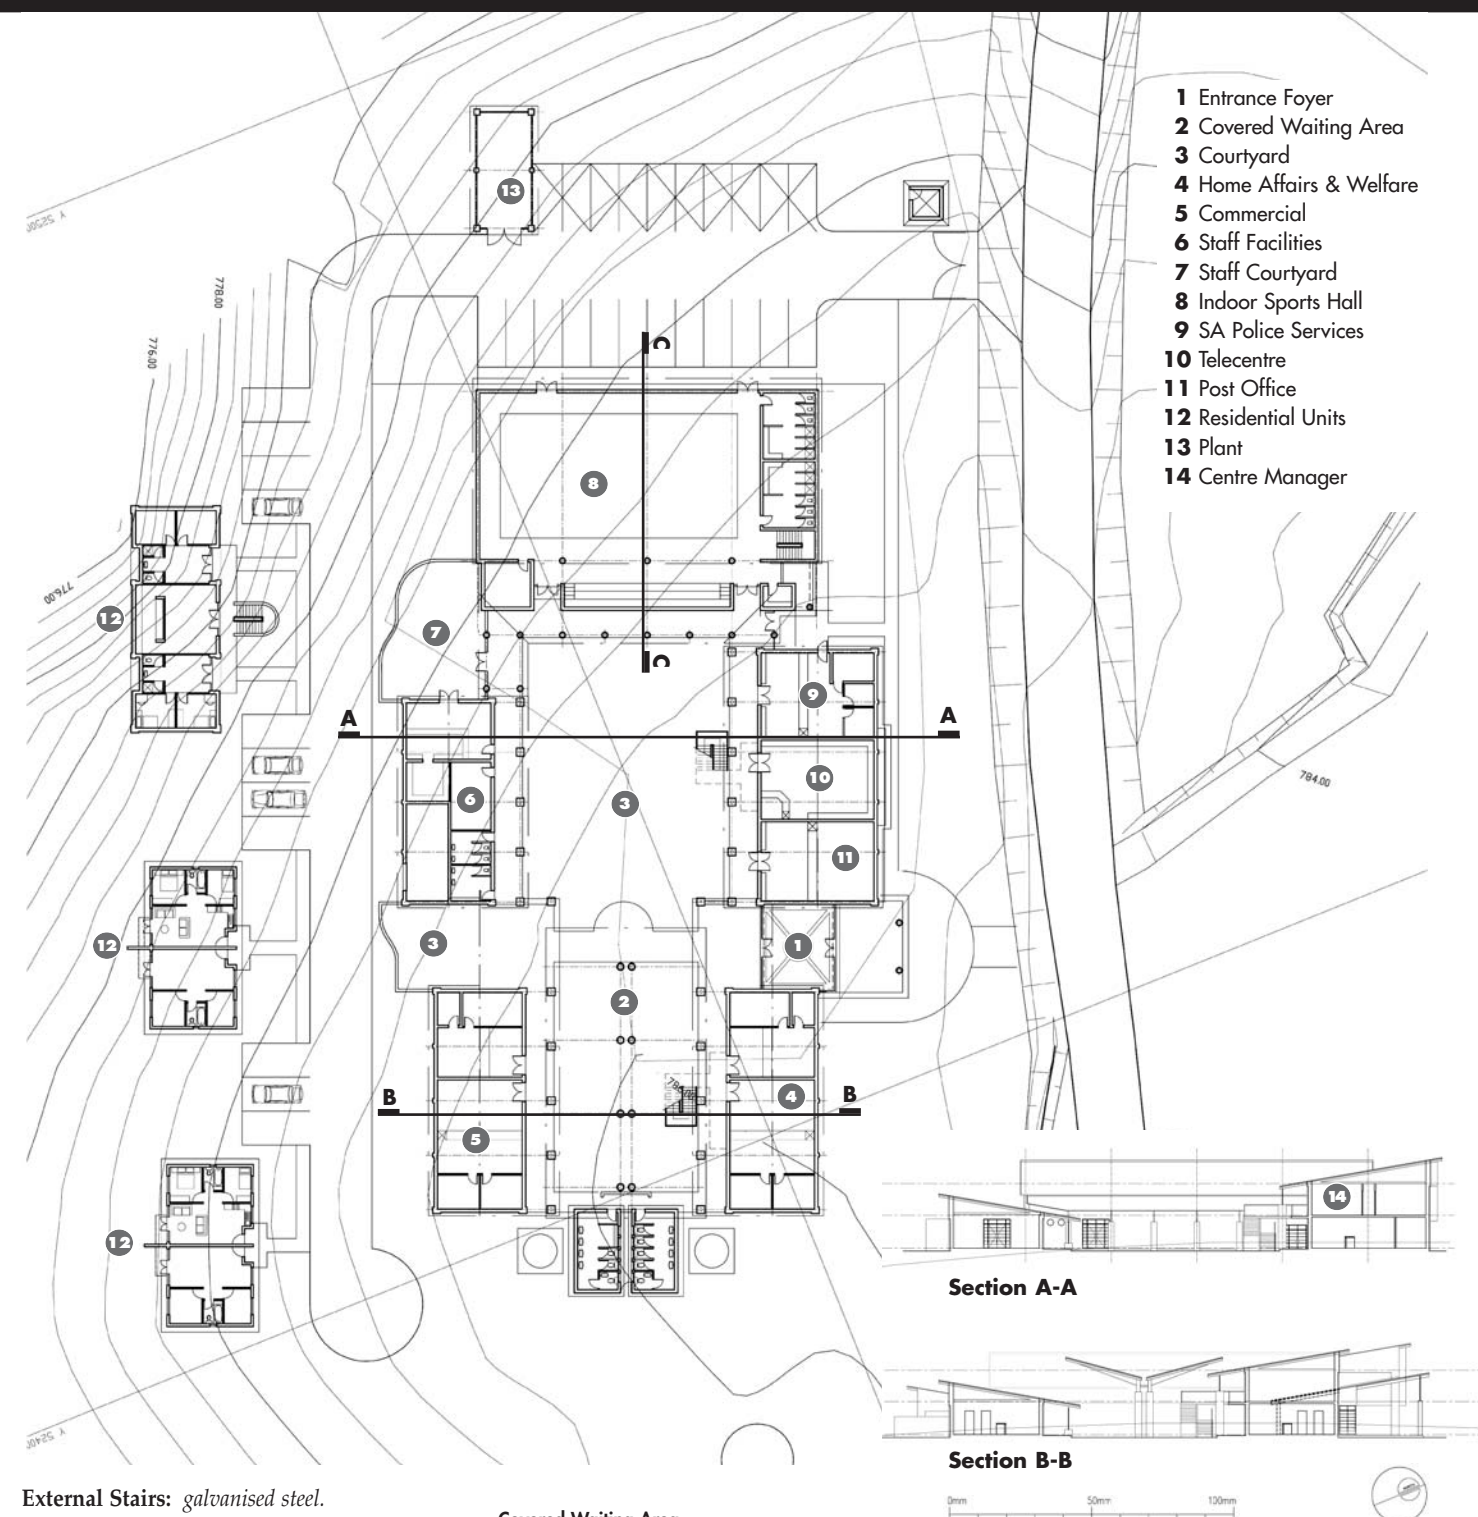 1 Entrance Foyer
2 Covered Waiting Area
3 Courtyard
4 Home Affairs & Welfare
5 Commercial
6 Staff Facilities
7 Staff Courtyard
8 Indoor Sports Hall
9 SA Police Services
10 Telecentre
11 Post Office
12 Residential Units
13 Plant
14 Centre Manager
13
778.00
776.00
C
8
776.00
12
7
C
9
A
A
10
784.00
6
3
11
12
3
1
2
B
4
B
5
14
12
Section A-A
Section B-B
External Stairs: galvanised steel.
Covered Waiting Area
0mm 50mm 100mm